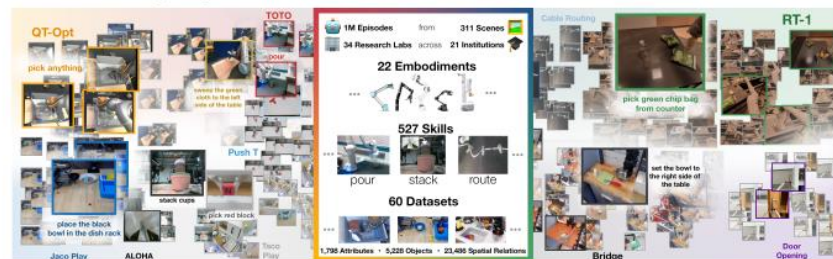 QT-Opt
pick anything
TOTO
pour
sweep the green
cloth to the left
side of the table
Push T
stack cups
place the black
bowl in the dish rack
pick red block
Jaco Play
ALOHA
Taco
Play
1M Episodes from 311 Scenes
34 Research Labs across 21 Institutions
22 Embodiments
527 Skills
pour
stack
route
60 Datasets
1,798 Attributes • 5,228 Objects • 23,486 Spatial Relations
Cable Routing
RT-1
pick green chip bag
from counter
set the bowl to
the right side of
the table
Bridge
Door
Opening